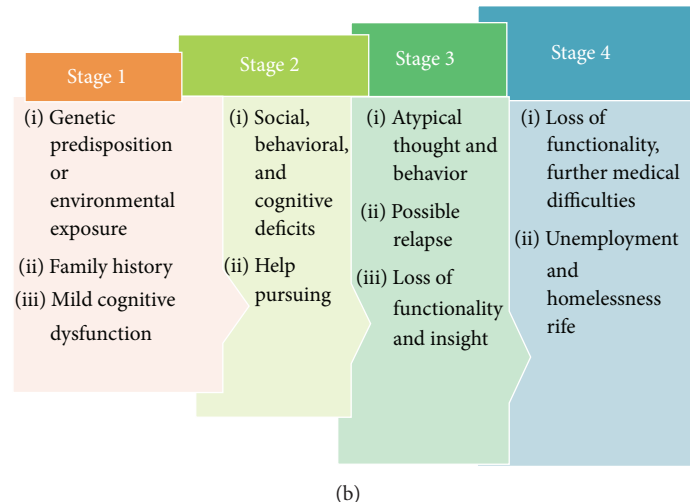 Stage 1
(i) Genetic
predisposition
or
environmental
exposure
(ii) Family history
(iii) Mild cognitive
dysfunction
Stage 2
(i) Social,
behavioral,
and
cognitive
deficits
(ii) Help
pursuing
Stage 3
(i) Atypical
thought and
behavior
(ii) Possible
relapse
(iii) Loss of
functionality
and insight
Stage 4
(i) Loss of
functionality,
further medical
difficulties
(ii) Unemployment
and
homelessness
rife
(b)